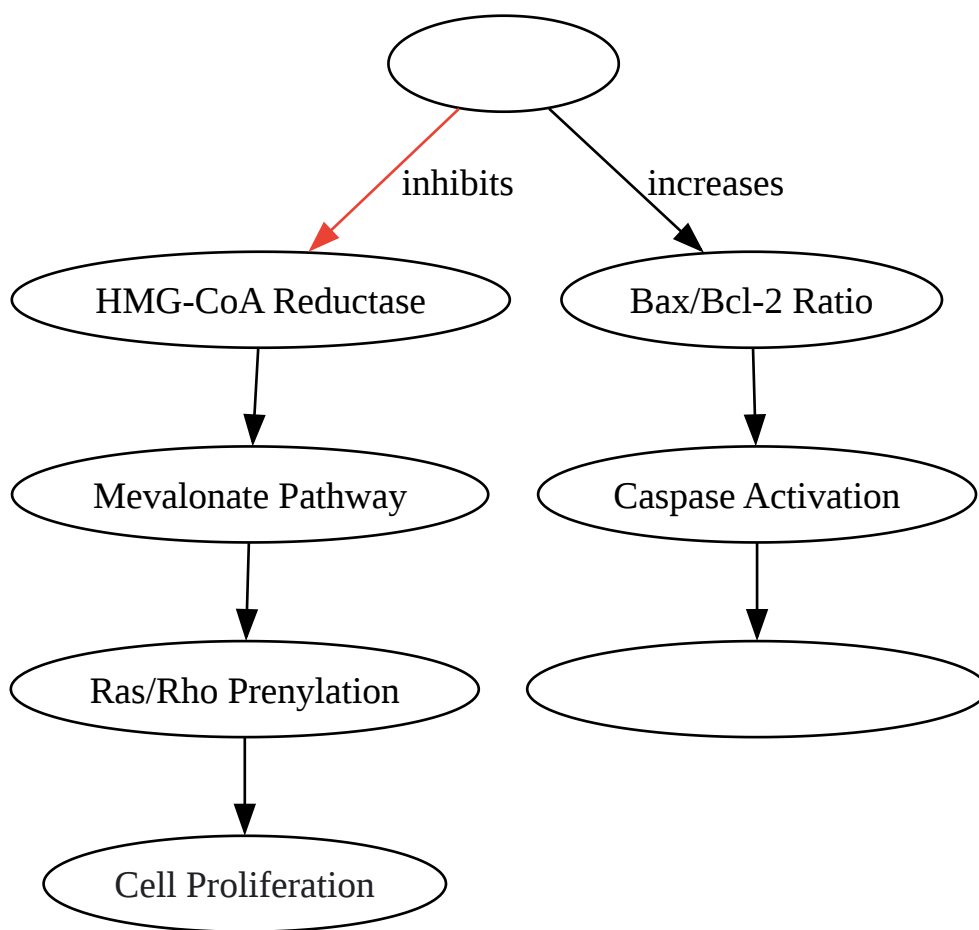 inhibits
increases
HMG-CoA Reductase
Bax/Bcl-2 Ratio
Mevalonate Pathway
Caspase Activation
Ras/Rho Prenylation
Cell Proliferation